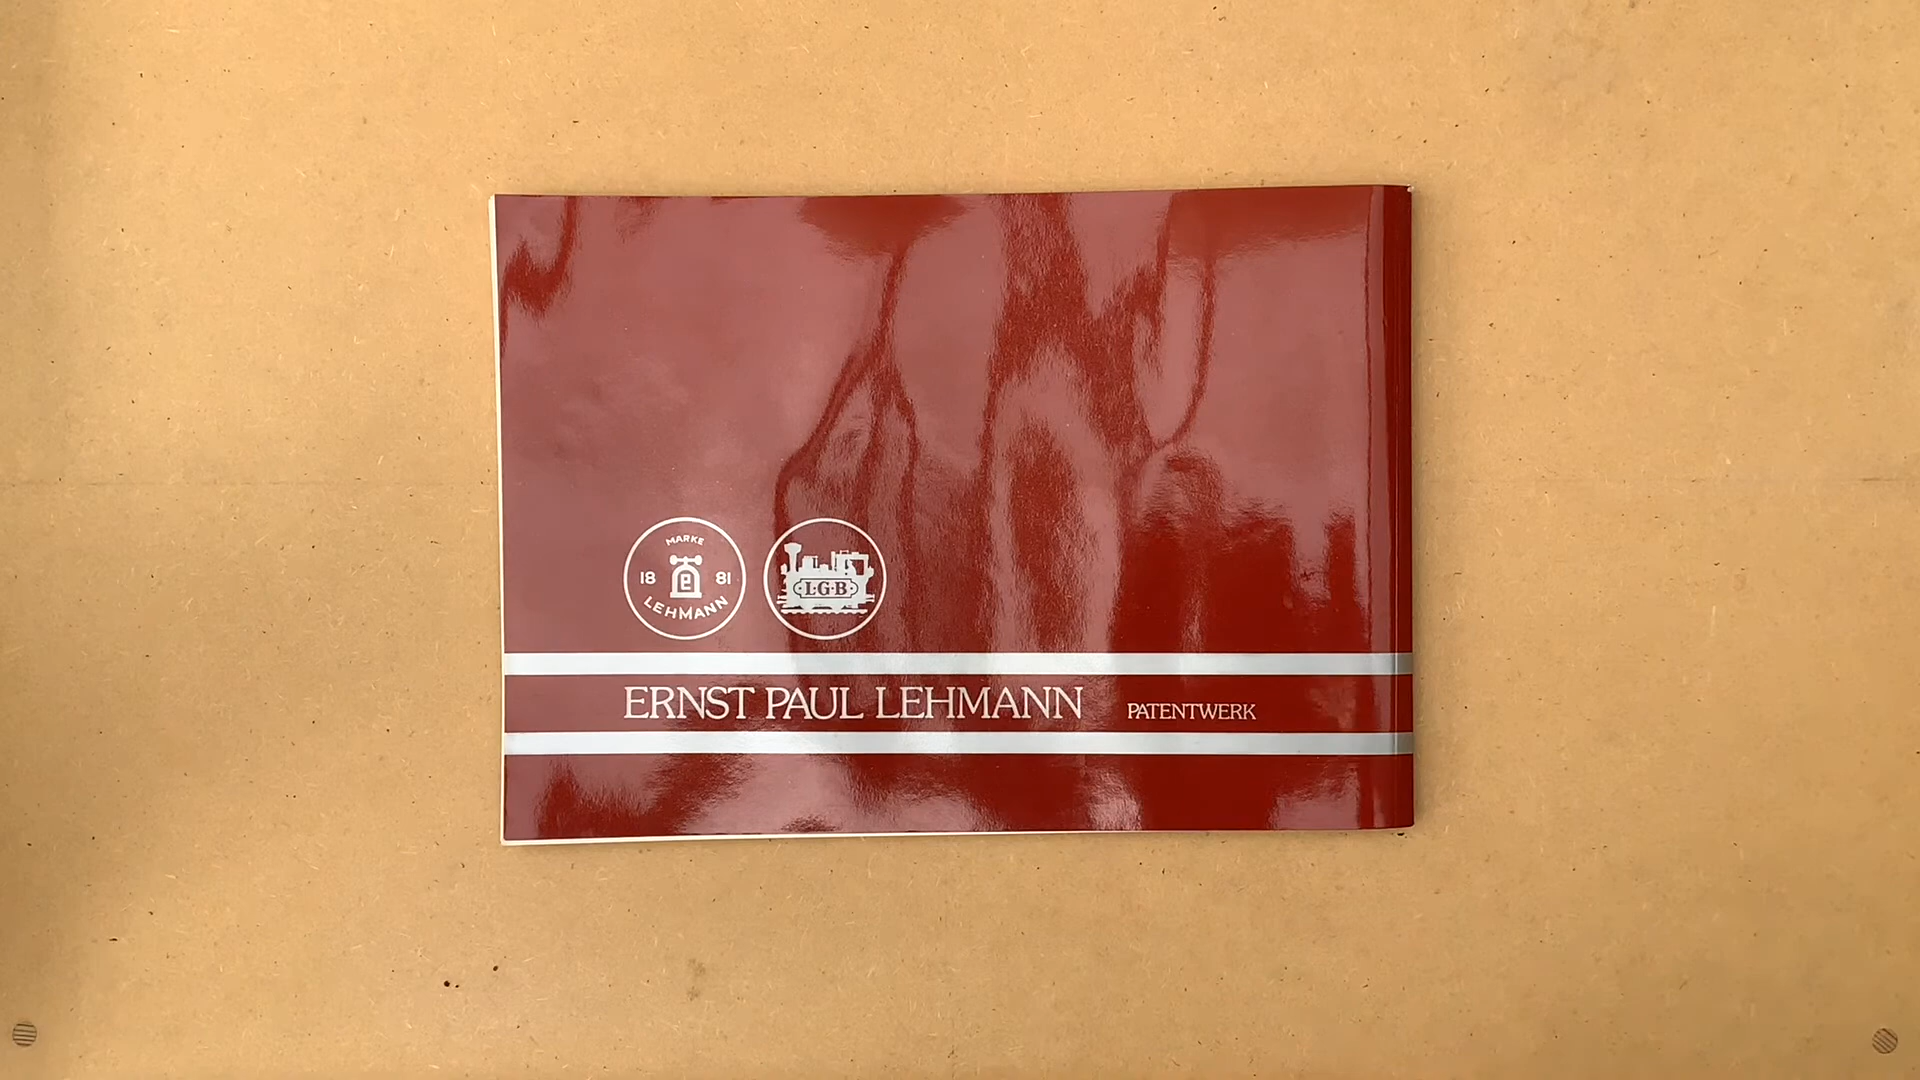 MARKE
18 e 81
LEHMANN
L·G·B
ERNST PAUL LEHMANN PATENTWERK